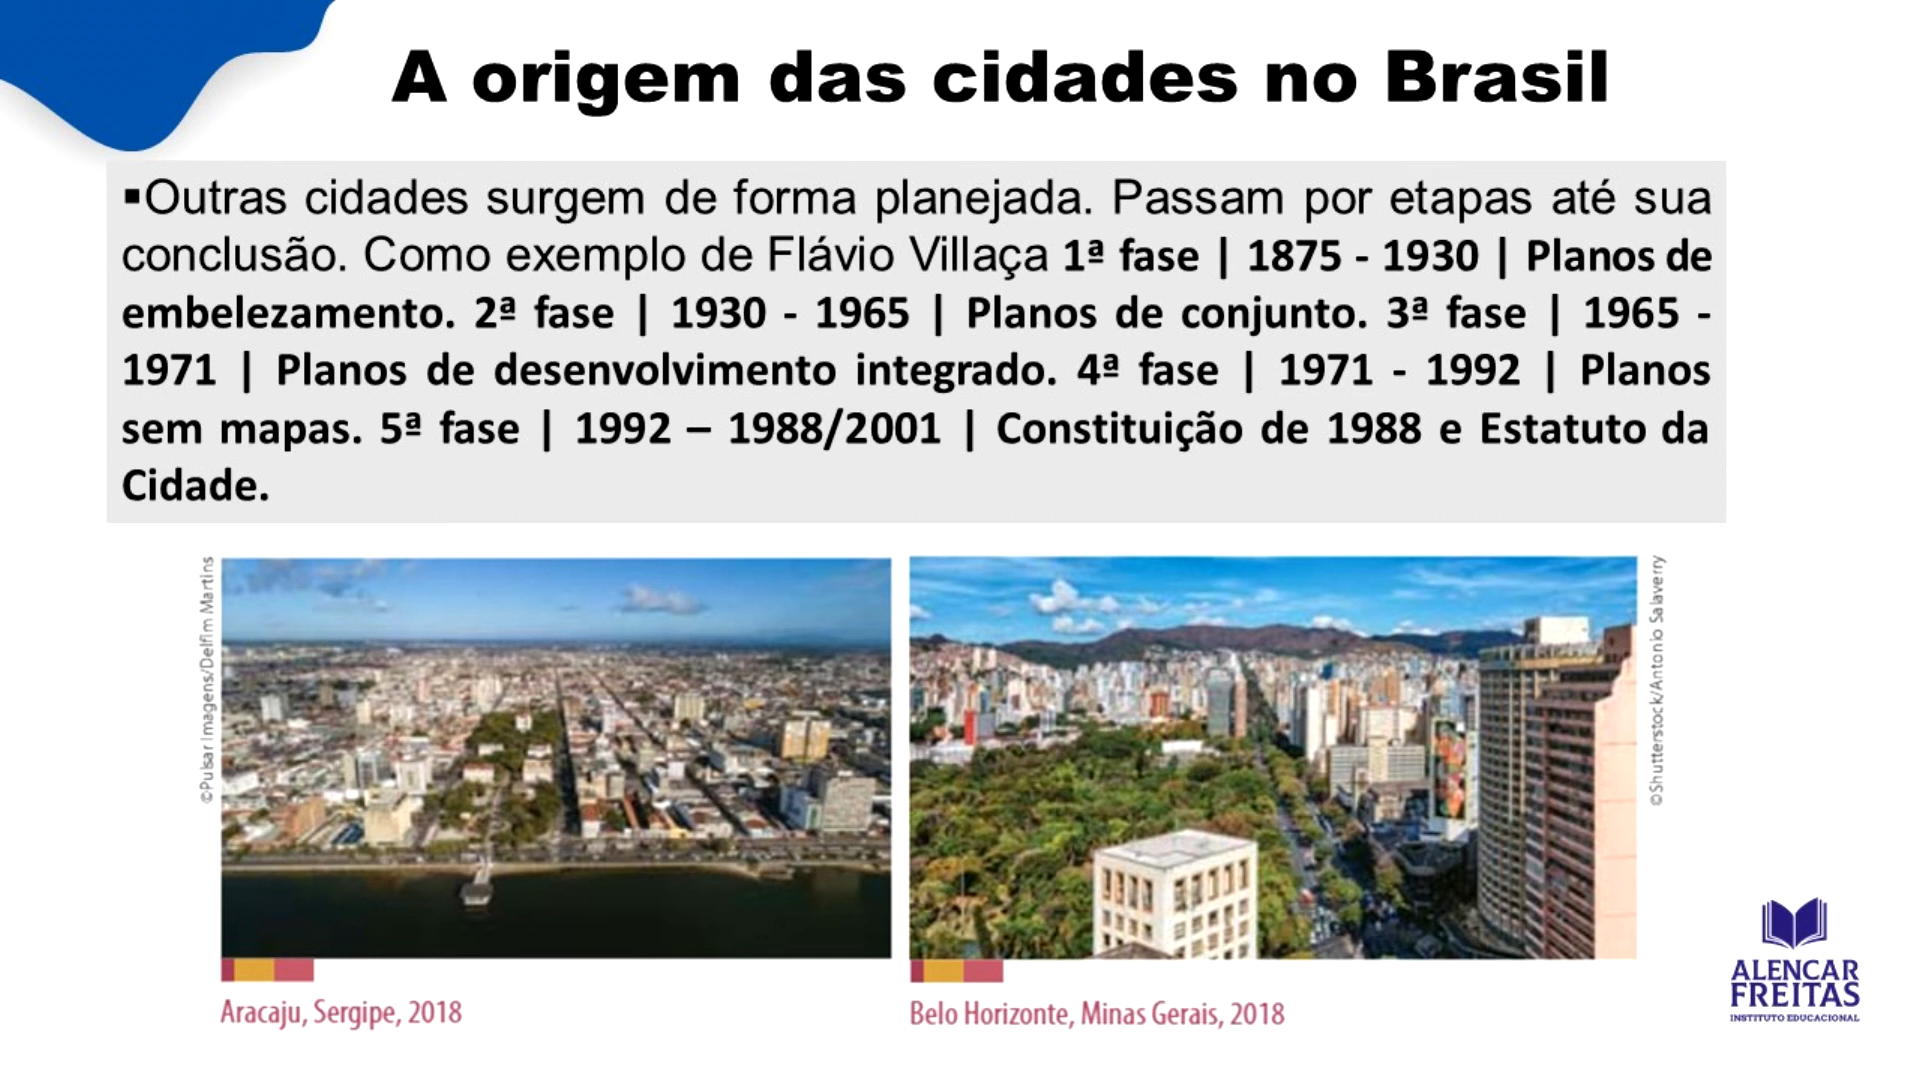 A origem das cidades no Brasil
▪Outras cidades surgem de forma planejada. Passam por etapas até sua
conclusão. Como exemplo de Flávio Villaça 1ª fase | 1875 - 1930 | Planos de
embelezamento. 2ª fase | 1930 - 1965 | Planos de conjunto. 3ª fase | 1965 -
1971 | Planos de desenvolvimento integrado. 4ª fase | 1971 - 1992 | Planos
sem mapas. 5ª fase | 1992 – 1988/2001 | Constituição de 1988 e Estatuto da
Cidade.
©Pulsar Imagens/Delfim Martins
©Shutterstock/Antonio Salaverry
Aracaju, Sergipe, 2018
Belo Horizonte, Minas Gerais, 2018
ALENCAR
FREITAS
INSTITUTO EDUCACIONAL